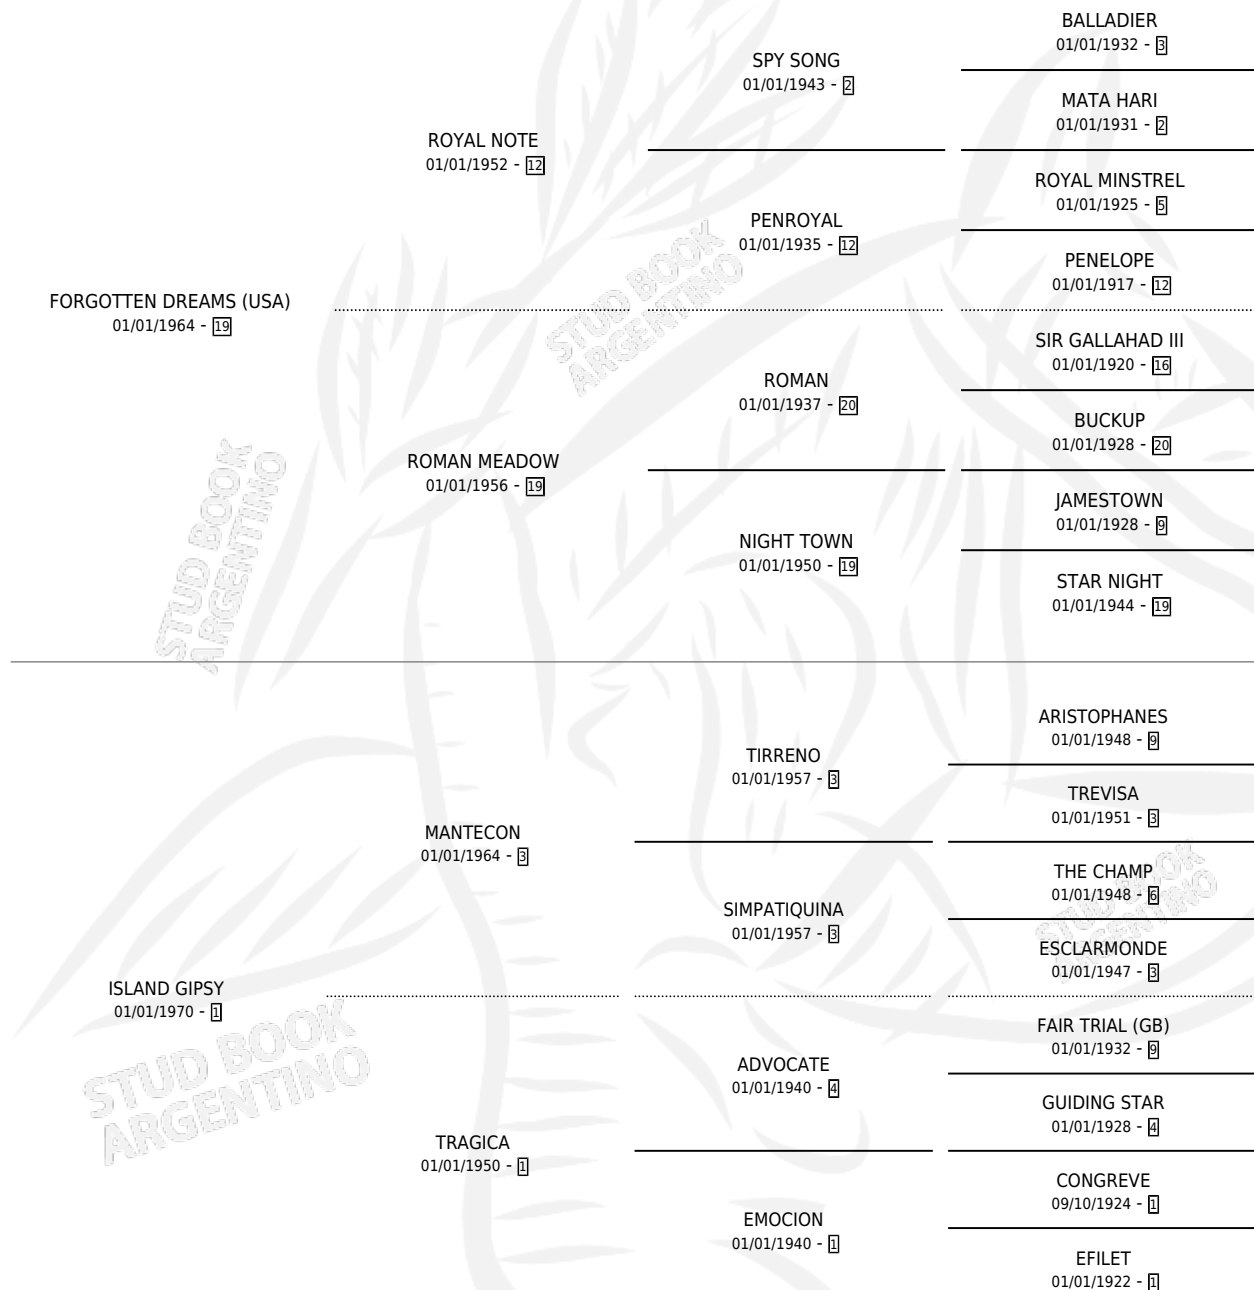 BALLADIER
01/01/1932 - 3
SPY SONG
01/01/1943 - 2
MATA HARI
01/01/1931 - 2
ROYAL NOTE
01/01/1952 - 12
ROYAL MINSTREL
01/01/1925 - 5
PENROYAL
01/01/1935 - 12
PENELOPE
01/01/1917 - 12
FORGOTTEN DREAMS (USA)
01/01/1964 - 19
SIR GALLAHAD III
01/01/1920 - 16
ROMAN
01/01/1937 - 20
BUCKUP
01/01/1928 - 20
ROMAN MEADOW
01/01/1956 - 19
JAMESTOWN
01/01/1928 - 9
NIGHT TOWN
01/01/1950 - 19
STAR NIGHT
01/01/1944 - 19
STUD BOOK
ARGENTINO
STUD BOOK
ARGENTINO
ARISTOPHANES
01/01/1948 - 9
TIRRENO
01/01/1957 - 3
TREVISA
01/01/1951 - 3
MANTECON
01/01/1964 - 3
THE CHAMP
01/01/1948 - 6
SIMPATIQUINA
01/01/1957 - 3
ESCLARMONDE
01/01/1947 - 3
STUD BOOK
ARGENTINO
ISLAND GIPSY
01/01/1970 - 1
FAIR TRIAL (GB)
01/01/1932 - 9
ADVOCATE
01/01/1940 - 4
GUIDING STAR
01/01/1928 - 4
STUD BOOK
ARGENTINO
TRAGICA
01/01/1950 - 1
CONGREVE
09/10/1924 - 1
EMOCION
01/01/1940 - 1
EFILET
01/01/1922 - 1